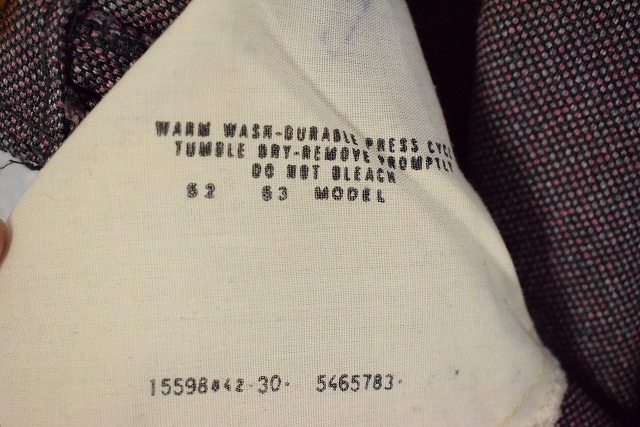 WARM WASH-DURABLE PRESS CYCLE
TUMBLE DRY-REMOVE PROMPTLY
DO NOT BLEACH
52 53 MODEL
15598842-30- 5465783-